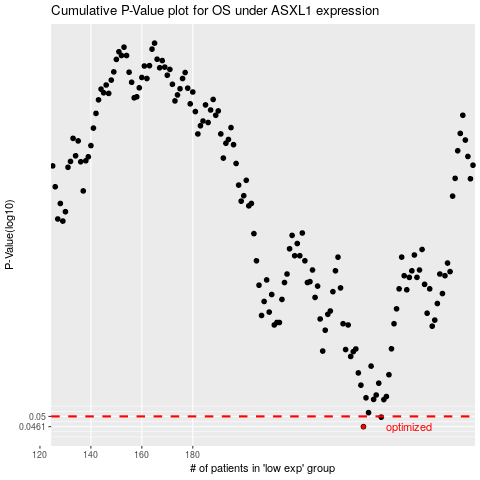 Cumulative P-Value plot for OS under ASXL1 expression
P-Value(log10)
0.05
0.0461
optimized
120 140 160 180
# of patients in 'low exp' group